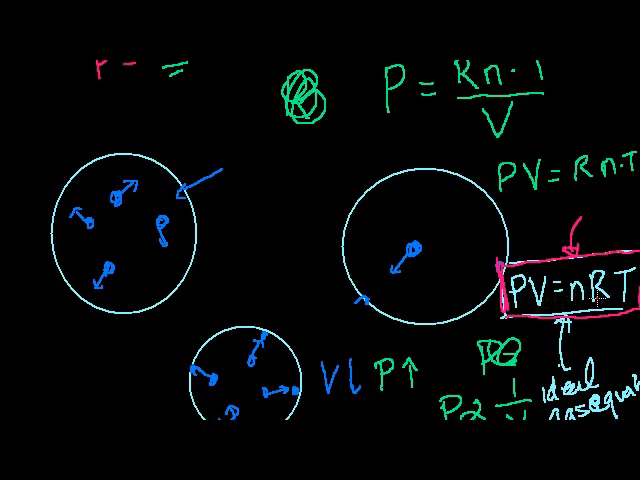 P = Rn·T / V
PV = Rn·T
PV = nRT
V↓ P↑
ideal